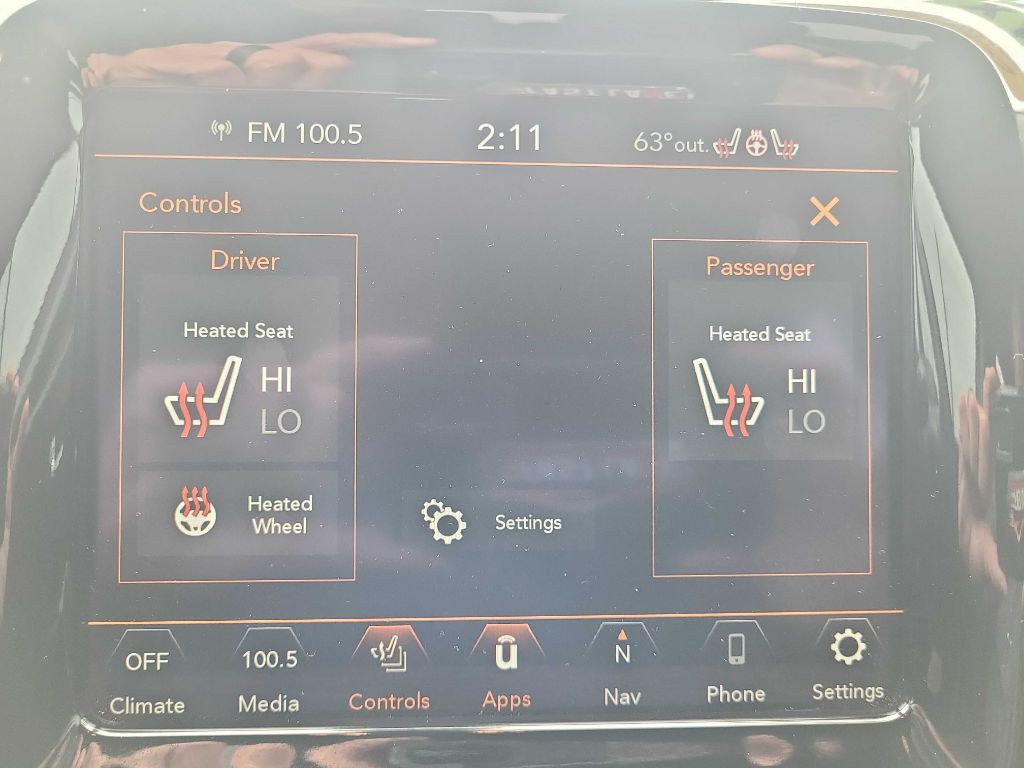 FM 100.5
2:11
63°out.
Controls
Driver
Passenger
Heated Seat
HI
LO
Heated Seat
HI
LO
Heated
Wheel
Settings
OFF
Climate
100.5
Media
Controls
Apps
N
Nav
Phone
Settings